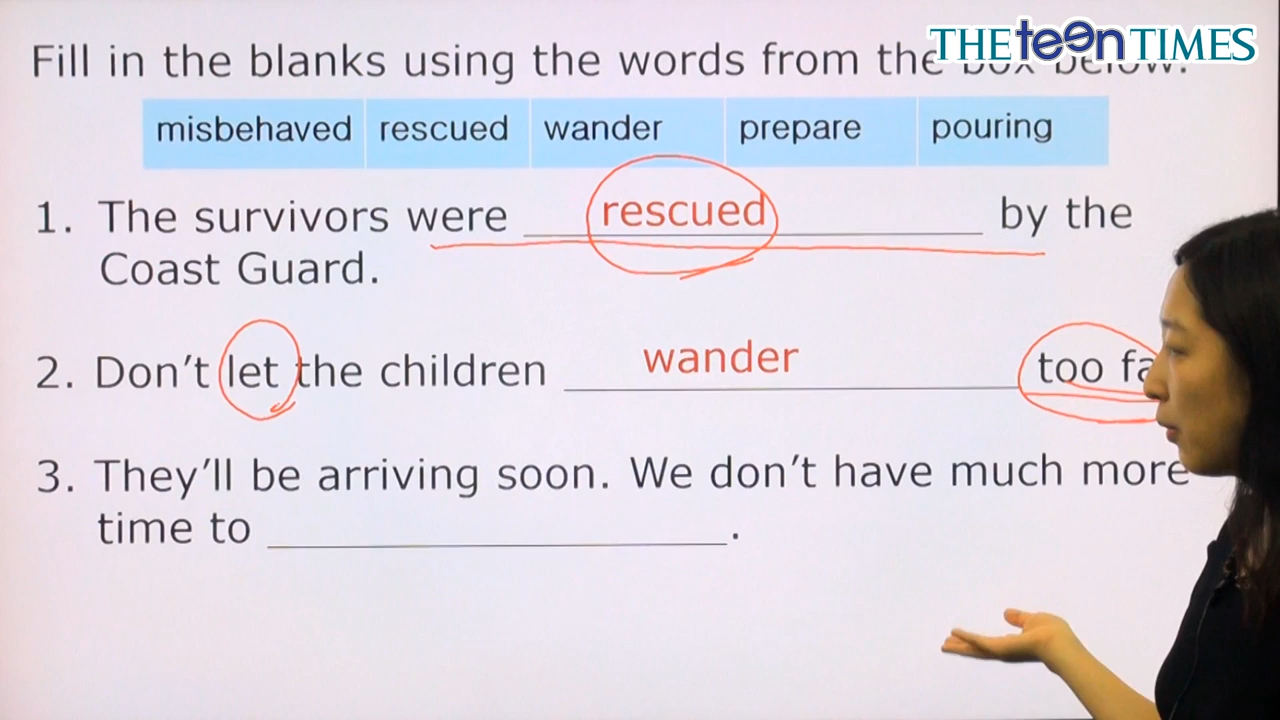 THE teen TIMES
Fill in the blanks using the words from the box below.
misbehaved rescued wander prepare pouring
1. The survivors were rescued by the
Coast Guard.
2. Don't let the children wander too
3. They'll be arriving soon. We don't have much more
time to .